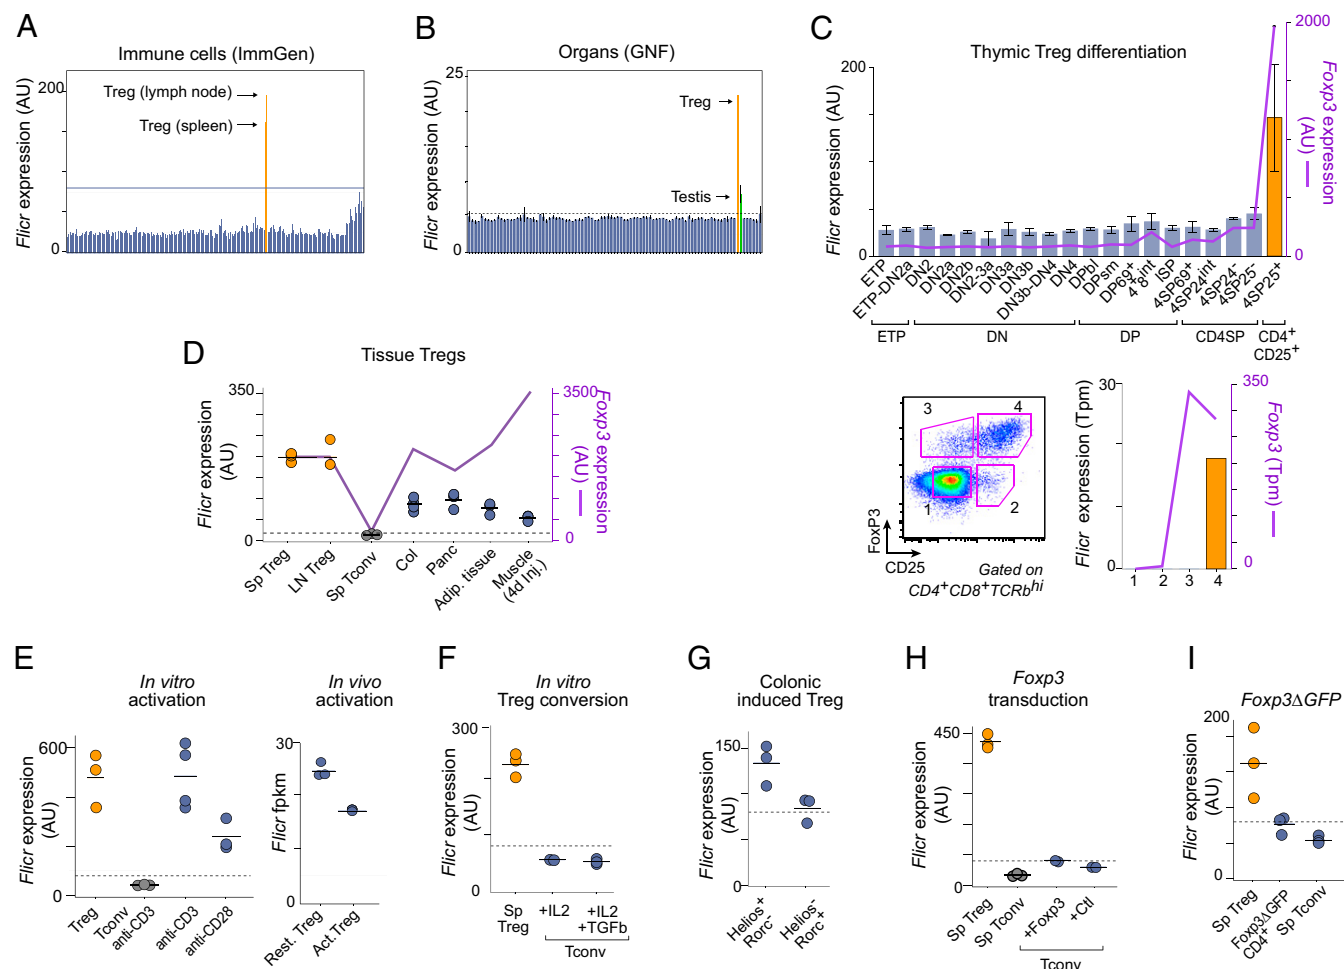 A
Immune cells (ImmGen)
Flicr expression (AU)
200
0
Treg (lymph node)
Treg (spleen)
B
Organs (GNF)
Flicr expression (AU)
25
0
Treg
Testis
C
Thymic Treg differentiation
Flicr expression (AU)
200
0
2000
0
Foxp3 expression
(AU)
ETP
ETP-DN2a
DN2
DN2a
DN2b
DN2-3a
DN3a
DN3b
DN3b-DN4
DN4
DPbl
DPsm
DP69+
4+8int
ISP
4SP69+
4SP24int
4SP24-
4SP25-
4SP25+
ETP
DN
DP
CD4SP
CD4+
CD25+
3
4
1
2
FoxP3
CD25
Gated on
CD4+CD8+TCRbhi
Flicr expression (Tpm)
30
0
350
0
Foxp3 (Tpm)
1 2 3 4
D
Tissue Tregs
Flicr expression
(AU)
350
0
3500
0
Foxp3 expression
(AU)
Sp Treg
LN Treg
Sp Tconv
Col
Panc
Adip. tissue
Muscle
(4d Inj.)
E
In vitro
activation
Flicr expression
(AU)
600
0
Treg
Tconv
anti-CD3
anti-CD3
anti-CD28
In vivo
activation
Flicr fpkm
30
0
Rest. Treg
Act.Treg
F
In vitro
Treg conversion
Flicr expression
(AU)
300
0
Sp
Treg
+IL2
+IL2
+TGFb
Tconv
G
Colonic
induced Treg
Flicr expression
(AU)
150
0
Helios+
Rorc-
Helios-
Rorc+
H
Foxp3
transduction
Flicr expression
(AU)
450
0
Sp Treg
Sp Tconv
+Foxp3
+Ctl
Tconv
I
Foxp3ΔGFP
Flicr expression
(AU)
200
0
Sp Treg
Foxp3ΔGFP
CD4+
Sp Tconv